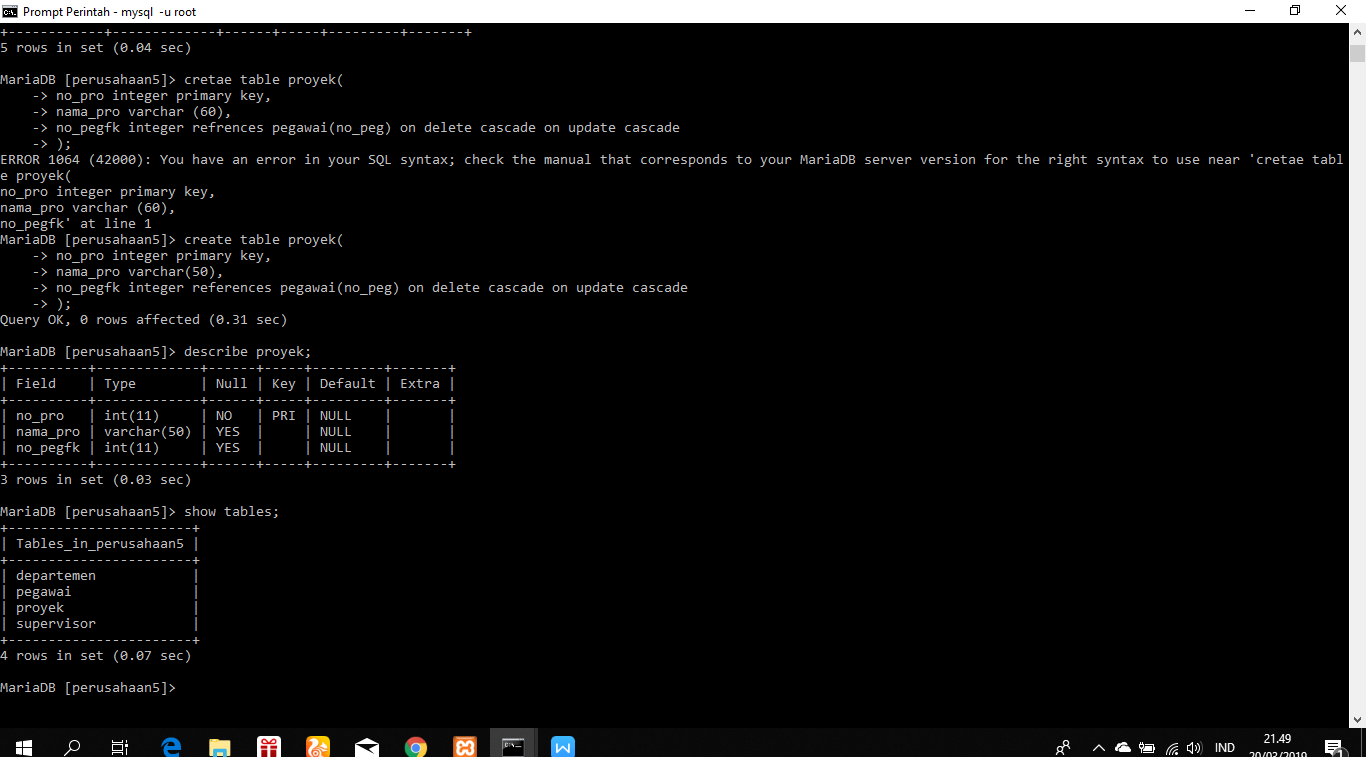 Prompt Perintah - mysql  -u root
+------------+-------------+------+-----+---------+-------+
5 rows in set (0.04 sec)
MariaDB [perusahaan5]> cretae table proyek(
    -> no_pro integer primary key,
    -> nama_pro varchar (60),
    -> no_pegfk integer refrences pegawai(no_peg) on delete cascade on update cascade
    -> );
ERROR 1064 (42000): You have an error in your SQL syntax; check the manual that corresponds to your MariaDB server version for the right syntax to use near 'cretae tabl
e proyek(
no_pro integer primary key,
nama_pro varchar (60),
no_pegfk' at line 1
MariaDB [perusahaan5]> create table proyek(
    -> no_pro integer primary key,
    -> nama_pro varchar(50),
    -> no_pegfk integer references pegawai(no_peg) on delete cascade on update cascade
    -> );
Query OK, 0 rows affected (0.31 sec)
MariaDB [perusahaan5]> describe proyek;
+----------+-------------+------+-----+---------+-------+
| Field    | Type        | Null | Key | Default | Extra |
+----------+-------------+------+-----+---------+-------+
| no_pro   | int(11)     | NO   | PRI | NULL    |       |
| nama_pro | varchar(50) | YES  |     | NULL    |       |
| no_pegfk | int(11)     | YES  |     | NULL    |       |
+----------+-------------+------+-----+---------+-------+
3 rows in set (0.03 sec)
MariaDB [perusahaan5]> show tables;
+-----------------------+
| Tables_in_perusahaan5 |
+-----------------------+
| departemen            |
| pegawai               |
| proyek                |
| supervisor            |
+-----------------------+
4 rows in set (0.07 sec)
MariaDB [perusahaan5]>
IND
21.49
20/03/2019
1